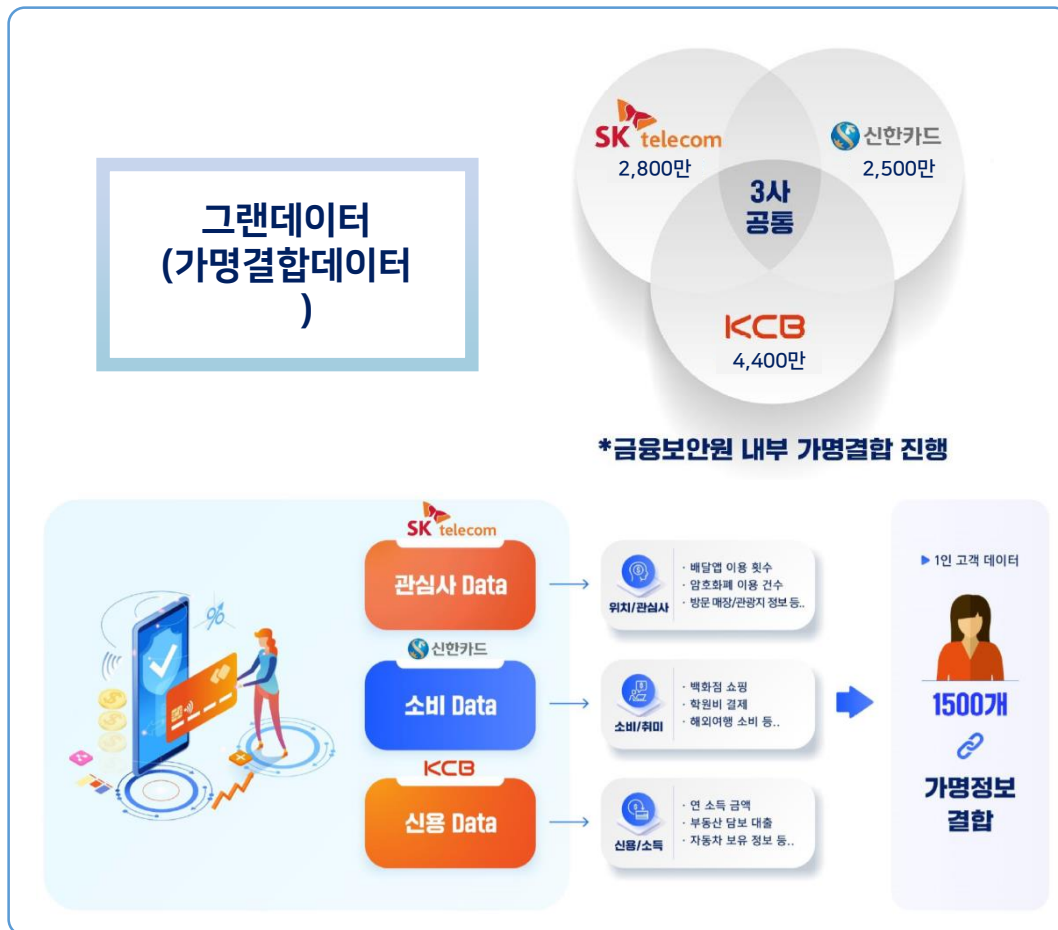 그랜데이터
(가명결합데이터
)
SK telecom
2,800만
신한카드
2,500만
3사
공통
KCB
4,400만
*금융보안원 내부 가명결합 진행
SK telecom
관심사 Data
위치/관심사
· 배달앱 이용 횟수
· 암호화폐 이용 건수
· 방문 매장/관광지 정보 등..
신한카드
소비 Data
소비/취미
· 백화점 쇼핑
· 학원비 결제
· 해외여행 소비 등..
KCB
신용 Data
신용/소득
· 연 소득 금액
· 부동산 담보 대출
· 자동차 보유 정보 등..
▶ 1인 고객 데이터
1500개
가명정보
결합